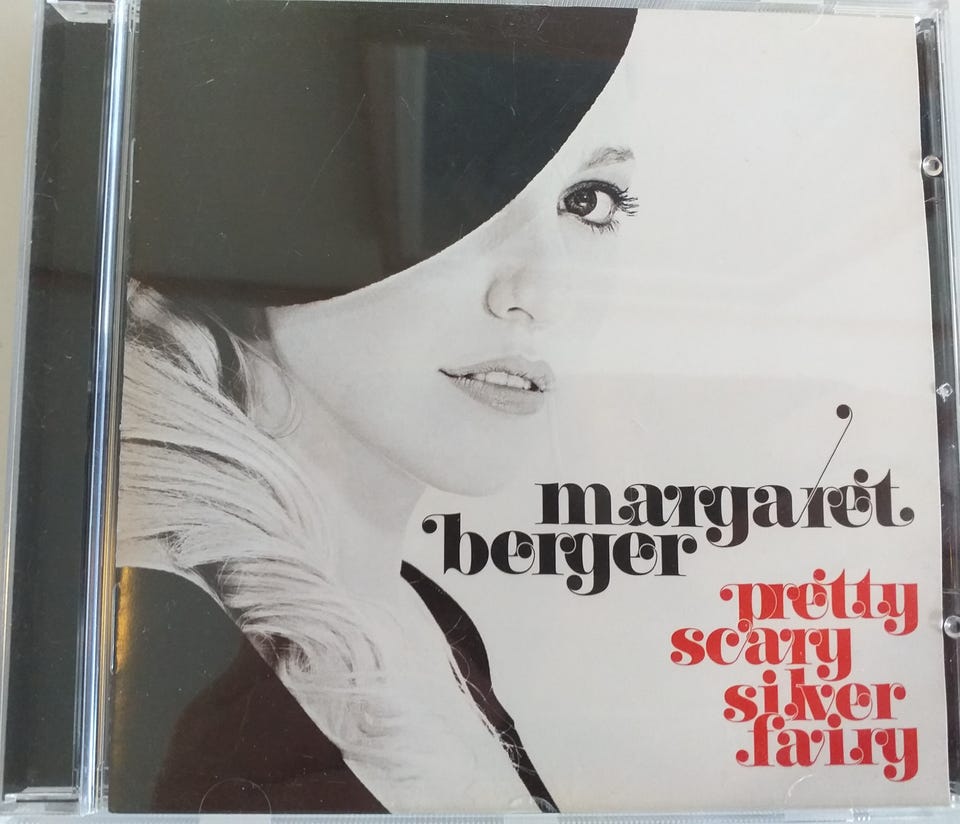 margaret
berger
pretty
scary
silver
fairy